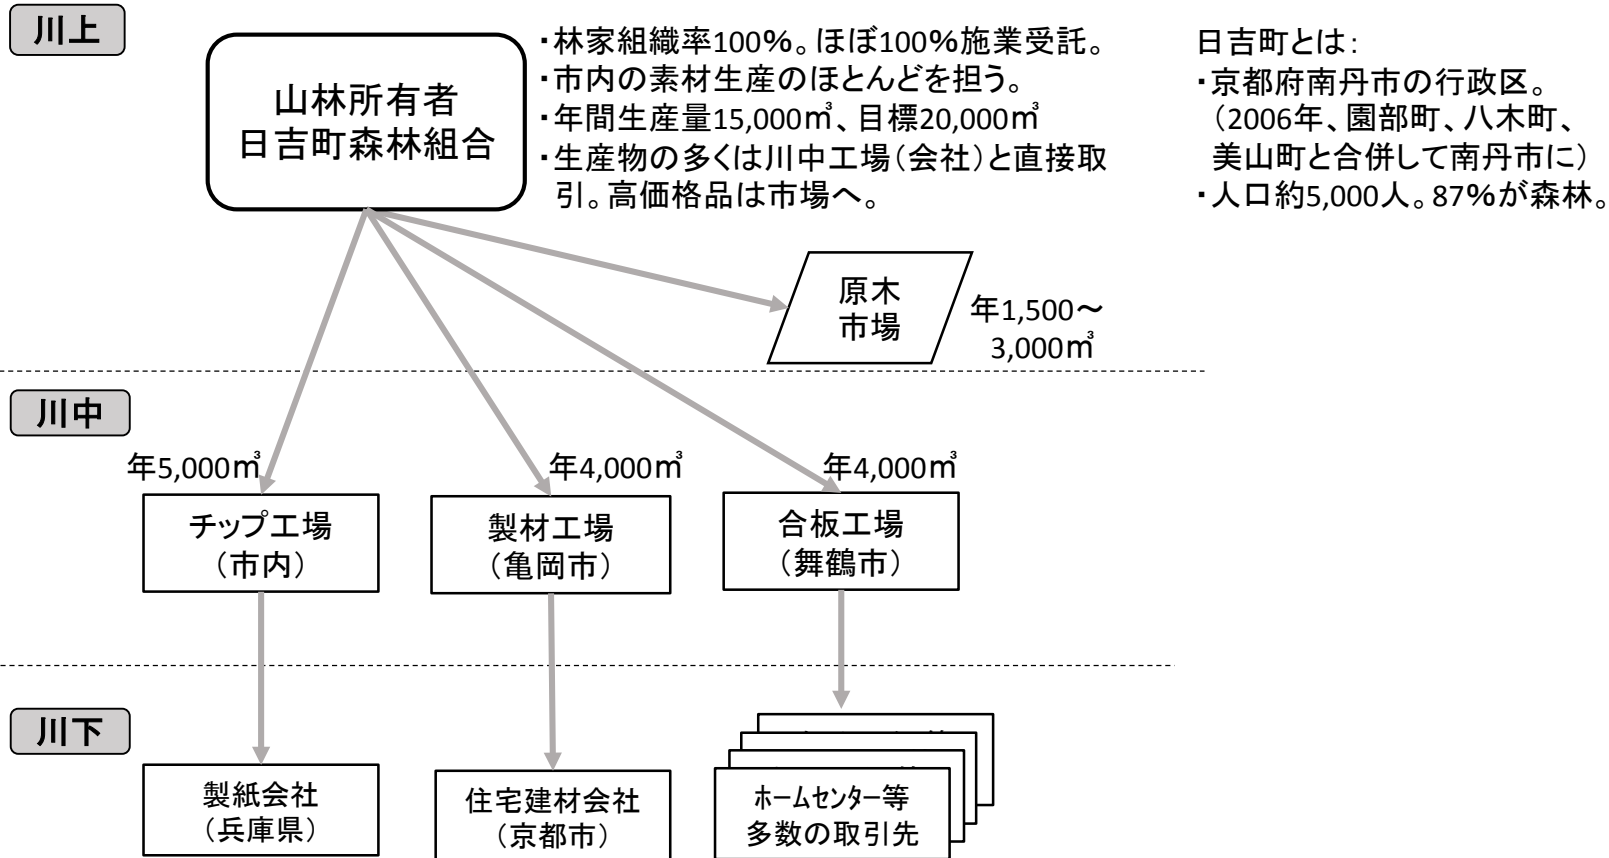 川上
山林所有者
日吉町森林組合
・林家組織率100%。ほぼ100%施業受託。
・市内の素材生産のほとんどを担う。
・年間生産量15,000㎥、目標20,000㎥
・生産物の多くは川中工場(会社)と直接取
引。高価格品は市場へ。
日吉町とは:
・京都府南丹市の行政区。
(2006年、園部町、八木町、
美山町と合併して南丹市に)
・人口約5,000人。87%が森林。
原木
市場
年1,500~
3,000㎥
川中
年5,000㎥
チップ工場
(市内)
年4,000㎥
製材工場
(亀岡市)
年4,000㎥
合板工場
(舞鶴市)
川下
製紙会社
(兵庫県)
住宅建材会社
(京都市)
ホームセンター等
多数の取引先